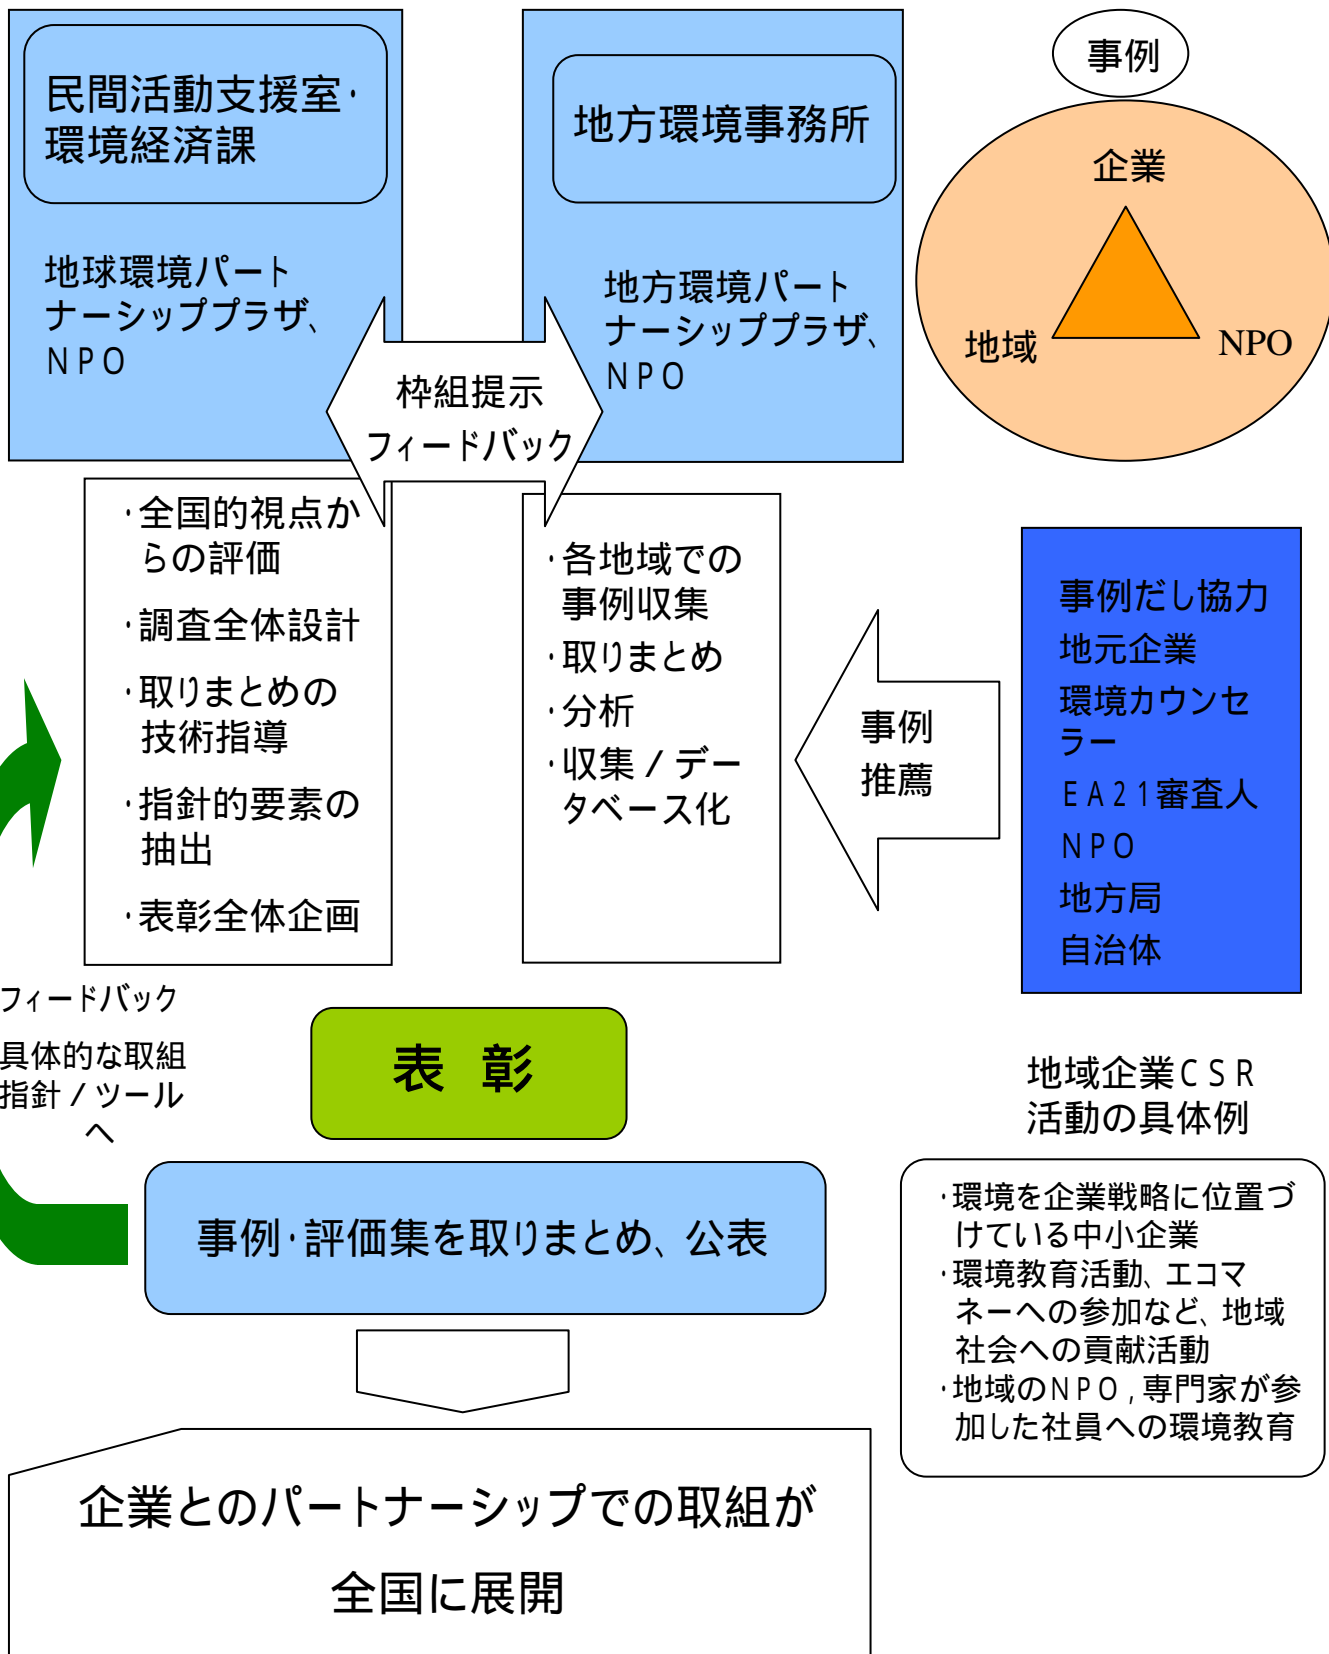 民間活動支援室・
環境経済課
地球環境パート
ナーシッププラザ、
ＮＰＯ
地方環境事務所
地方環境パート
ナーシッププラザ、
ＮＰＯ
枠組提示
フィードバック
事例
企業
地域
NPO
・全国的視点か
らの評価
・調査全体設計
・取りまとめの
技術指導
・指針的要素の
抽出
・表彰全体企画
・各地域での
事例収集
・取りまとめ
・分析
・収集／デー
タベース化
事例
推薦
事例だし協力
地元企業
環境カウンセ
ラー
ＥＡ２１審査人
ＮＰＯ
地方局
自治体
フィードバック
具体的な取組
指針／ツール
へ
表 彰
事例・評価集を取りまとめ、公表
企業とのパートナーシップでの取組が
全国に展開
地域企業ＣＳＲ
活動の具体例
・環境を企業戦略に位置づ
けている中小企業
・環境教育活動、エコマ
ネーへの参加など、地域
社会への貢献活動
・地域のＮＰＯ，専門家が参
加した社員への環境教育